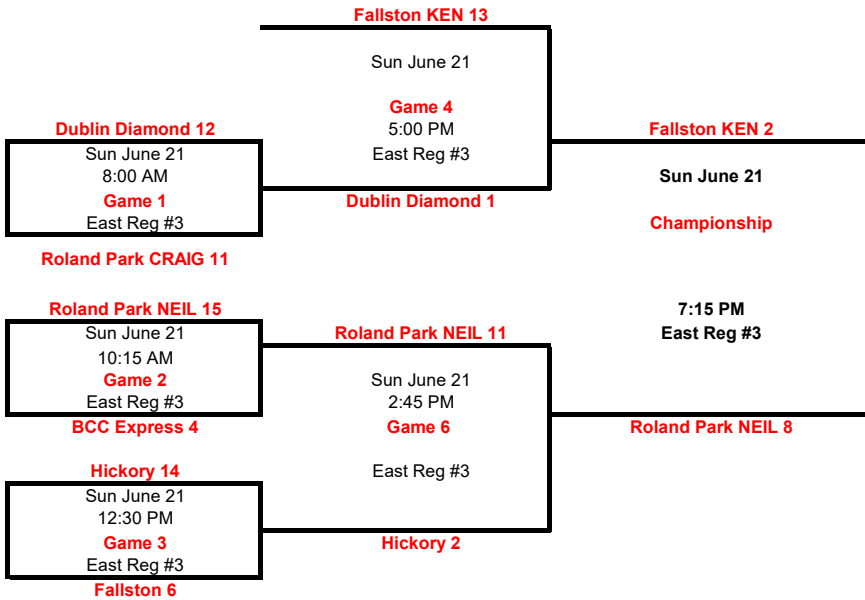 Fallston KEN 13
Sun June 21
Game 4
5:00 PM
East Reg #3
Dublin Diamond 1
Dublin Diamond 12
Sun June 21
8:00 AM
Game 1
East Reg #3
Roland Park CRAIG 11
Fallston KEN 2
Sun June 21
Championship
7:15 PM
East Reg #3
Roland Park NEIL 8
Roland Park NEIL 15
Sun June 21
10:15 AM
Game 2
East Reg #3
BCC Express 4
Roland Park NEIL 11
Sun June 21
2:45 PM
Game 6
East Reg #3
Hickory 2
Hickory 14
Sun June 21
12:30 PM
Game 3
East Reg #3
Fallston 6